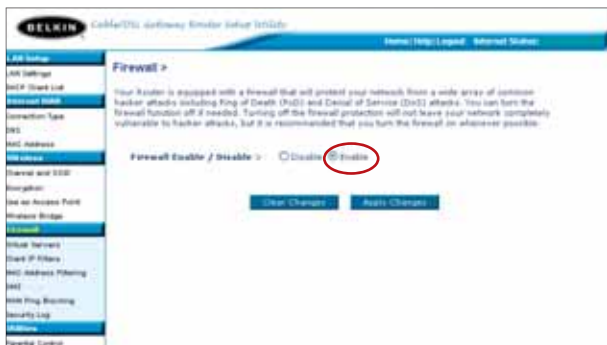 BELKIN Cable/DSL Gateway Router Setup Utility
Home|Help|Logout Internet Status:
LAN Setup
LAN Settings
DHCP Client List
Internet WAN
Connection Type
DNS
MAC Address
Wireless
Channel and SSID
Encryption
Use as Access Point
Wireless Bridge
Firewall
Virtual Servers
Client IP Filters
MAC Address Filtering
DMZ
WAN Ping Blocking
Security Log
Utilities
Parental Control
Firewall >
Your Router is equipped with a firewall that will protect your network from a wide array of common
hacker attacks including Ping of Death (PoD) and Denial of Service (DoS) attacks. You can turn the
firewall function off if needed. Turning off the firewall protection will not leave your network completely
vulnerable to hacker attacks, but it is recommended that you turn the firewall on whenever possible.
Firewall Enable / Disable > Disable Enable
Clear Changes Apply Changes